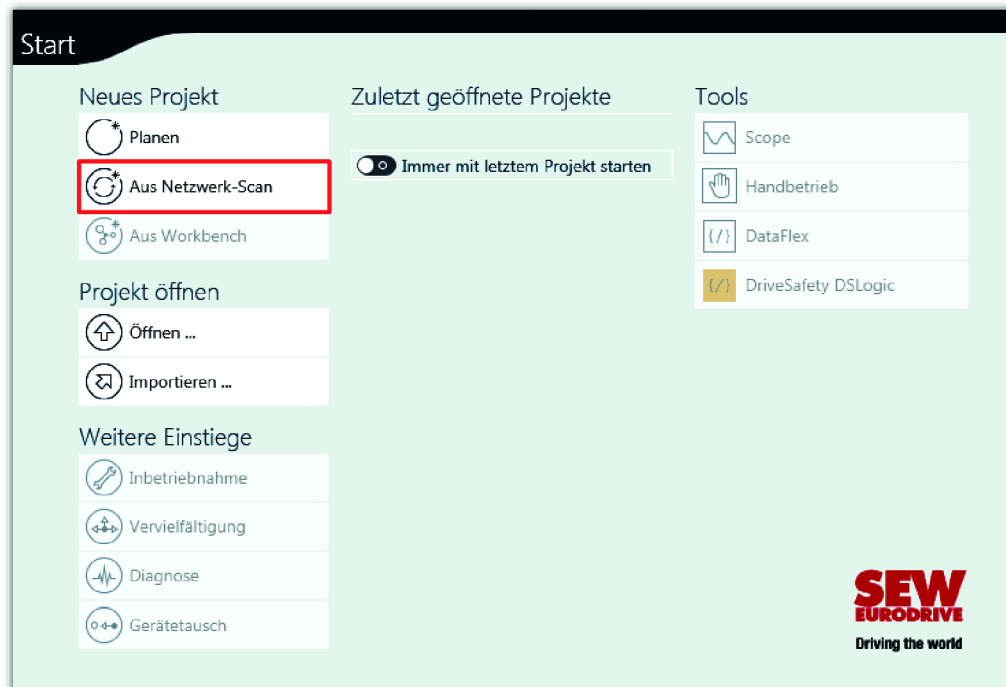 Start
Neues Projekt
Planen
Aus Netzwerk-Scan
Aus Workbench
Projekt öffnen
Öffnen ...
Importieren ...
Weitere Einstiege
Inbetriebnahme
Vervielfältigung
Diagnose
Gerätetausch
Zuletzt geöffnete Projekte
Immer mit letztem Projekt starten
Tools
Scope
Handbetrieb
{/} DataFlex
{/} DriveSafety DSLogic
SEW
EURODRIVE
Driving the world